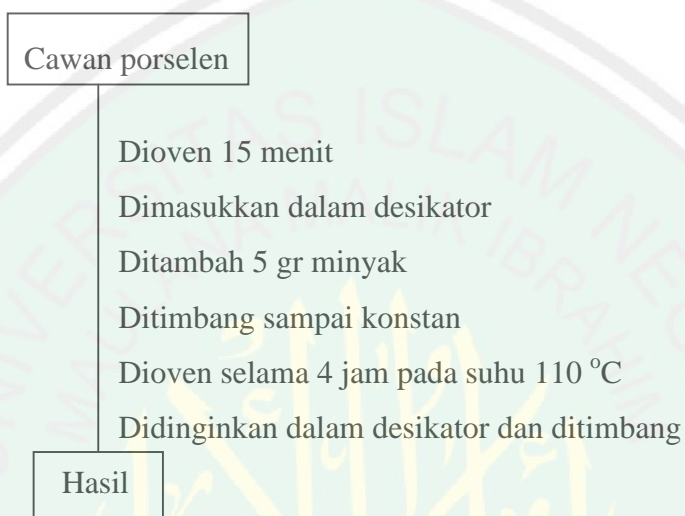 Cawan porselen
Dioven 15 menit
Dimasukkan dalam desikator
Ditambah 5 gr minyak
Ditimbang sampai konstan
Dioven selama 4 jam pada suhu 110 °C
Didinginkan dalam desikator dan ditimbang
Hasil